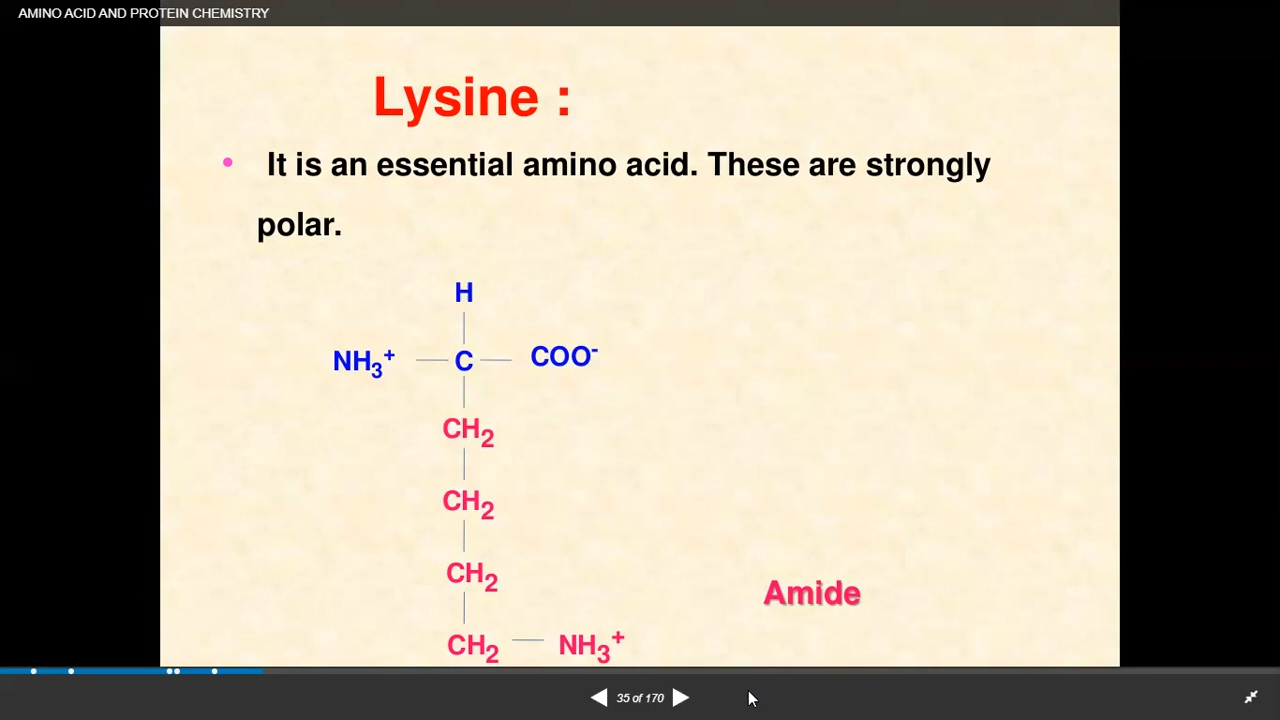 AMINO ACID AND PROTEIN CHEMISTRY
Lysine :
• It is an essential amino acid. These are strongly
polar.
H
NH₃⁺ — C — COO⁻
CH₂
CH₂
CH₂
Amide
CH₂ — NH₃⁺
35 of 170